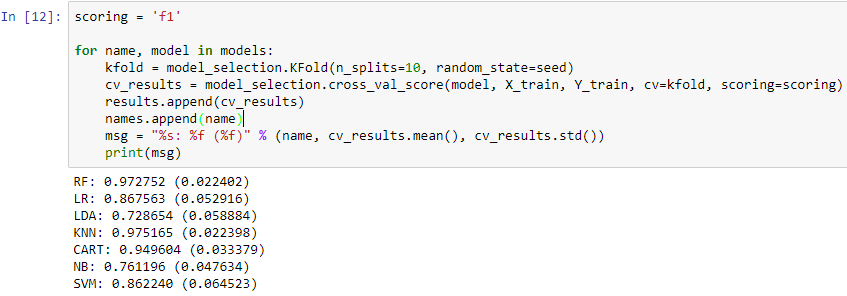 In [12]: scoring = 'f1'
for name, model in models:
kfold = model_selection.KFold(n_splits=10, random_state=seed)
cv_results = model_selection.cross_val_score(model, X_train, Y_train, cv=kfold, scoring=scoring)
results.append(cv_results)
names.append(name)
msg = "%s: %f (%f)" % (name, cv_results.mean(), cv_results.std())
print(msg)
RF: 0.972752 (0.022402)
LR: 0.867563 (0.052916)
LDA: 0.728654 (0.058884)
KNN: 0.975165 (0.022398)
CART: 0.949604 (0.033379)
NB: 0.761196 (0.047634)
SVM: 0.862240 (0.064523)